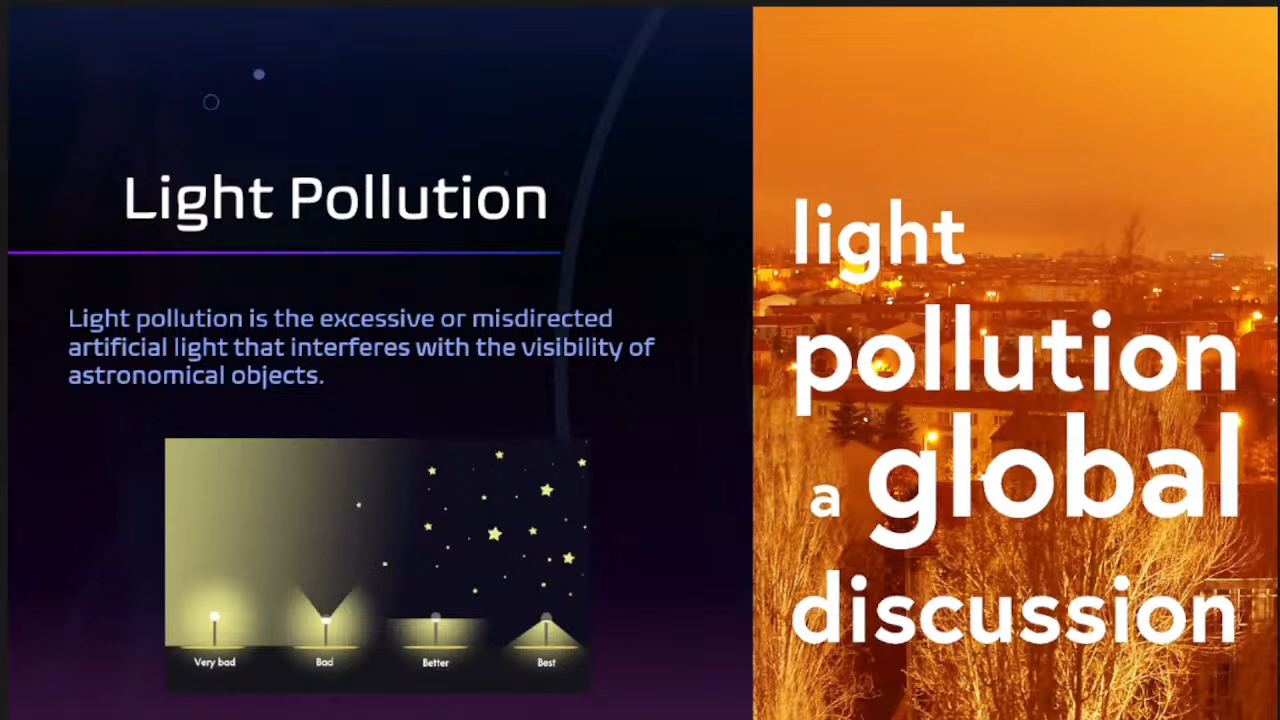 Light Pollution
Light pollution is the excessive or misdirected
artificial light that interferes with the visibility of
astronomical objects.
Very bad
Bad
Better
Best
light
pollution
a global
discussion